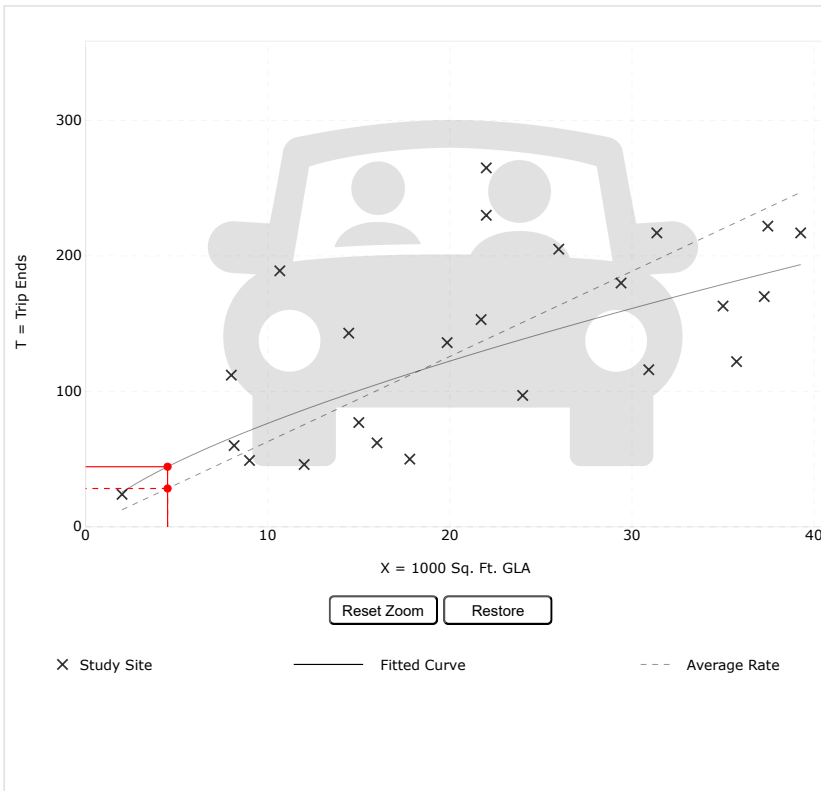 300
200
100
0
T = Trip Ends
0 10 20 30 40
X = 1000 Sq. Ft. GLA
Reset Zoom Restore
Study Site Fitted Curve Average Rate